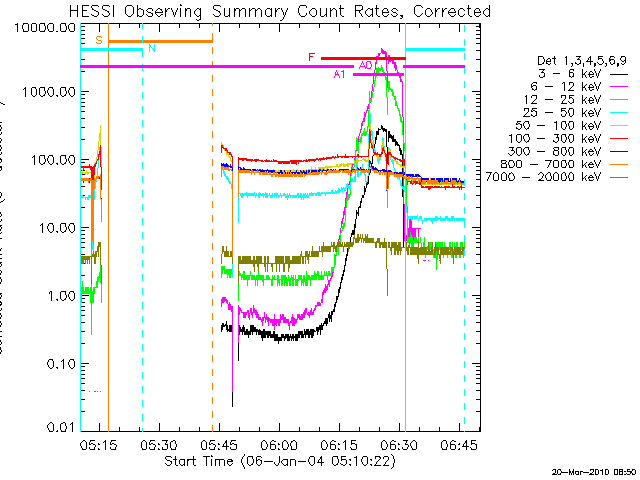 HESSI Observing Summary Count Rates, Corrected
10000.00
1000.00
100.00
10.00
1.00
0.10
0.01
S
N
F
A0
A1
Det 1,3,4,5,6,9
3 - 6 keV
6 - 12 keV
12 - 25 keV
25 - 50 keV
50 - 100 keV
100 - 300 keV
300 - 800 keV
800 - 7000 keV
7000 - 20000 keV
05:15 05:30 05:45 06:00 06:15 06:30 06:45
Start Time (06-Jan-04 05:10:22)
20-Mar-2010 08:50